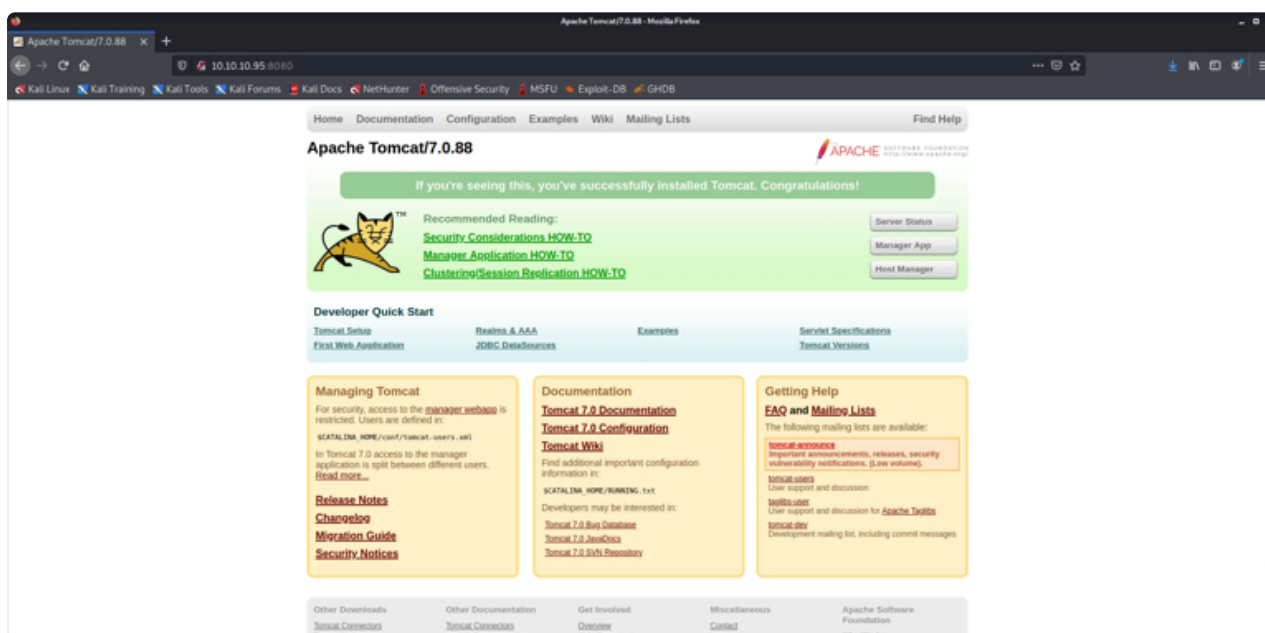 Apache Tomcat/7.0.88 - Mozilla Firefox
Apache Tomcat/7.0.88
10.10.10.95:8080
Kali Linux Kali Training Kali Tools Kali Forums Kali Docs NetHunter Offensive Security MSFU Exploit-DB GHDB
Home Documentation Configuration Examples Wiki Mailing Lists Find Help
Apache Tomcat/7.0.88
APACHE SOFTWARE FOUNDATION
http://www.apache.org/
If you're seeing this, you've successfully installed Tomcat. Congratulations!
TM
Recommended Reading:
Security Considerations HOW-TO
Manager Application HOW-TO
Clustering/Session Replication HOW-TO
Server Status
Manager App
Host Manager
Developer Quick Start
Tomcat Setup Realms & AAA Examples Servlet Specifications
First Web Application JDBC DataSources Tomcat Versions
Managing Tomcat
For security, access to the manager webapp is
restricted. Users are defined in:
$CATALINA_HOME/conf/tomcat-users.xml
In Tomcat 7.0 access to the manager
application is split between different users.
Read more...
Release Notes
Changelog
Migration Guide
Security Notices
Documentation
Tomcat 7.0 Documentation
Tomcat 7.0 Configuration
Tomcat Wiki
Find additional important configuration
information in:
$CATALINA_HOME/RUNNING.txt
Developers may be interested in:
Tomcat 7.0 Bug Database
Tomcat 7.0 JavaDocs
Tomcat 7.0 SVN Repository
Getting Help
FAQ and Mailing Lists
The following mailing lists are available:
tomcat-announce
Important announcements, releases, security
vulnerability notifications. (Low volume).
tomcat-users
User support and discussion
taglibs-user
User support and discussion for Apache Taglibs
tomcat-dev
Development mailing list, including commit messages
Other Downloads Other Documentation Get Involved Miscellaneous Apache Software
Foundation
Tomcat Connectors Tomcat Connectors Overview Contact